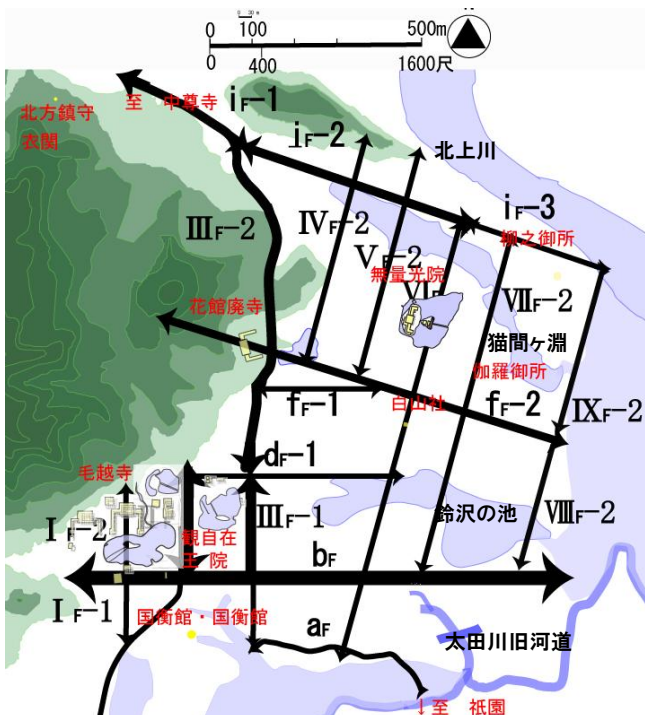 0 100 500m
0 400 1600尺
至 中尊寺
iF-1
北方鎮守
衣関
iF-2
北上川
ⅢF-2
ⅣF-2
iF-3
柳之御所
ⅤF-2
無量光院
ⅥF
ⅦF-2
花館廃寺
猫間ヶ淵
伽羅御所
fF-1
白山社
fF-2
ⅨF-2
dF-1
毛越寺
ⅠF-2
ⅢF-1
鈴沢の池
ⅧF-2
観自在
王 院
bF
ⅠF-1
国衡館・国衡館
aF
太田川旧河道
↓至 祇園